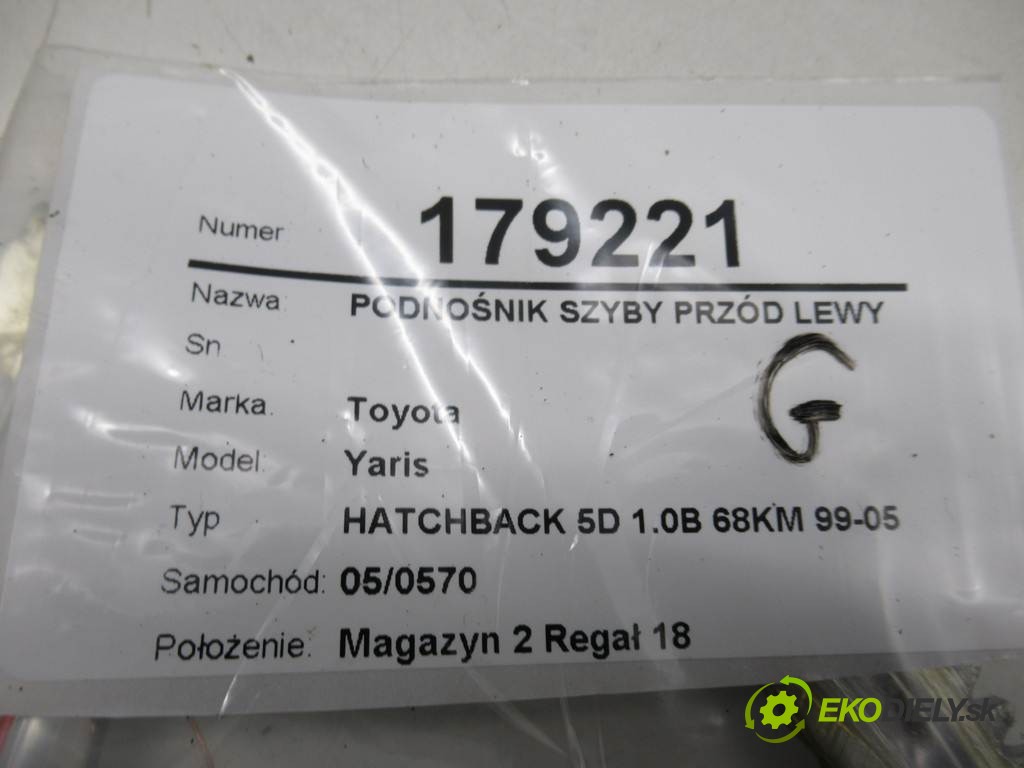 Numer 179221
Nazwa: PODNOŚNIK SZYBY PRZÓD LEWY
Sn
G
Marka: Toyota
Model: Yaris
Typ HATCHBACK 5D 1.0B 68KM 99-05
Samochód: 05/0570
Położenie: Magazyn 2 Regał 18
EKODIELY.sk